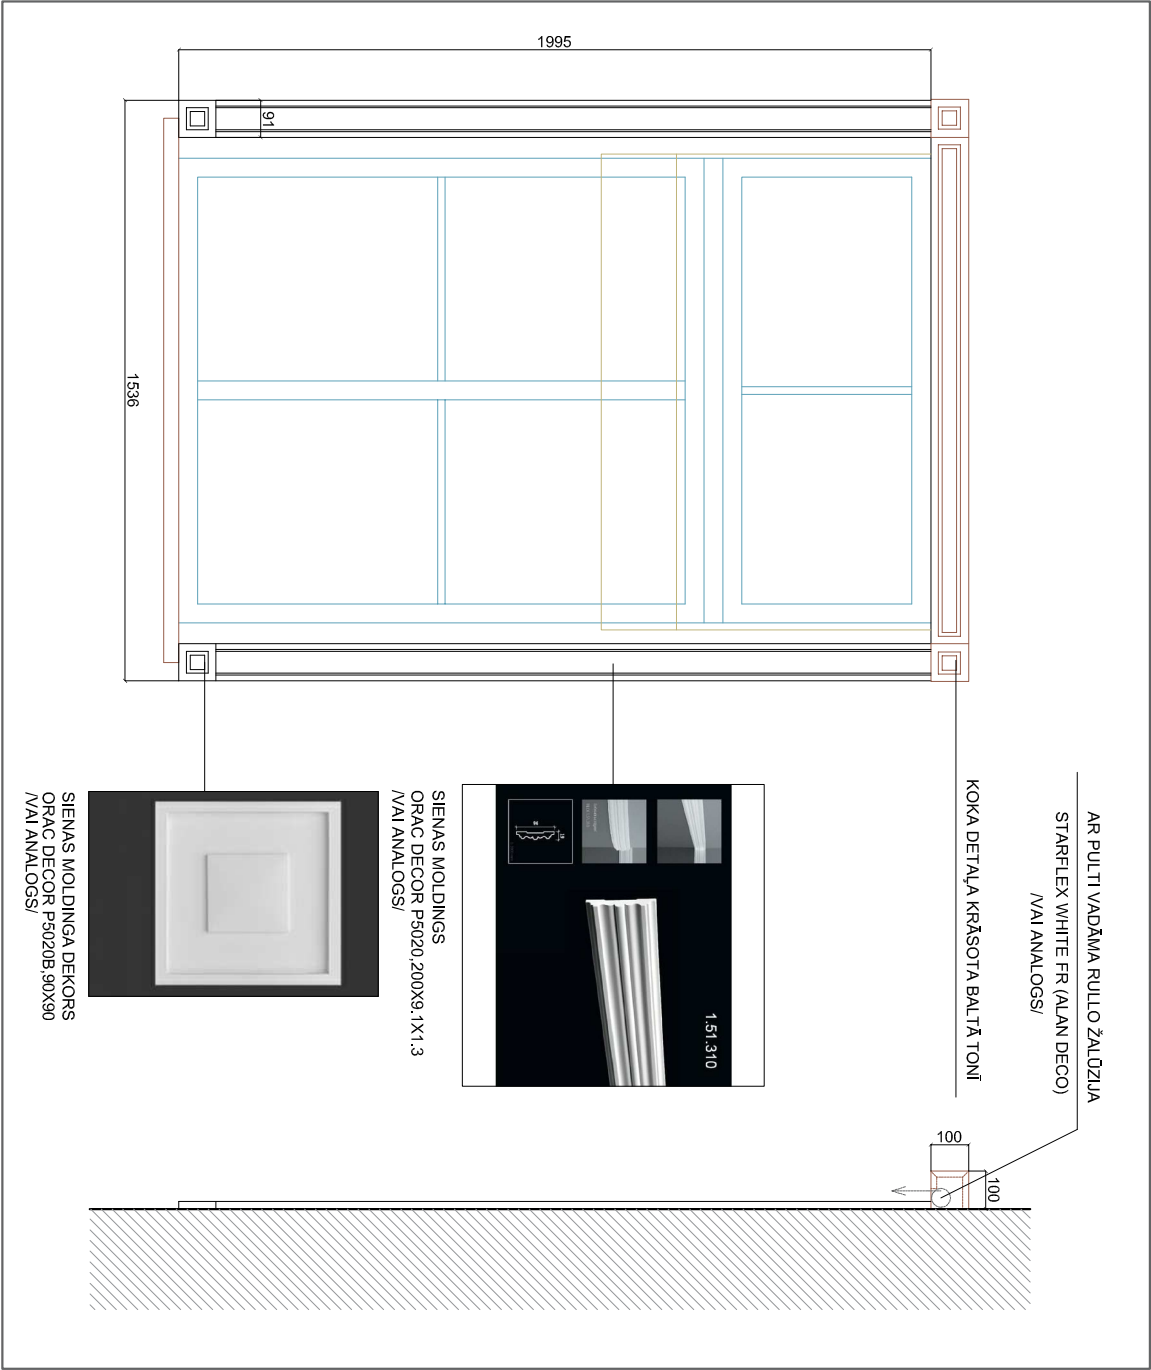 AR PULTI VADĀMA RULLO ŽALŪZIJA
STARFLEX WHITE FR (ALAN DECO)
/VAI ANALOGS/
KOKA DETAĻA KRĀSOTA BALTĀ TONĪ
1.51.310
SIENAS MOLDINGS
ORAC DECOR P5020,200X9.1X1.3
/VAI ANALOGS/
SIENAS MOLDINGA DEKORS
ORAC DECOR P5020B,90X90
/VAI ANALOGS/
1995
91
1536
100
100